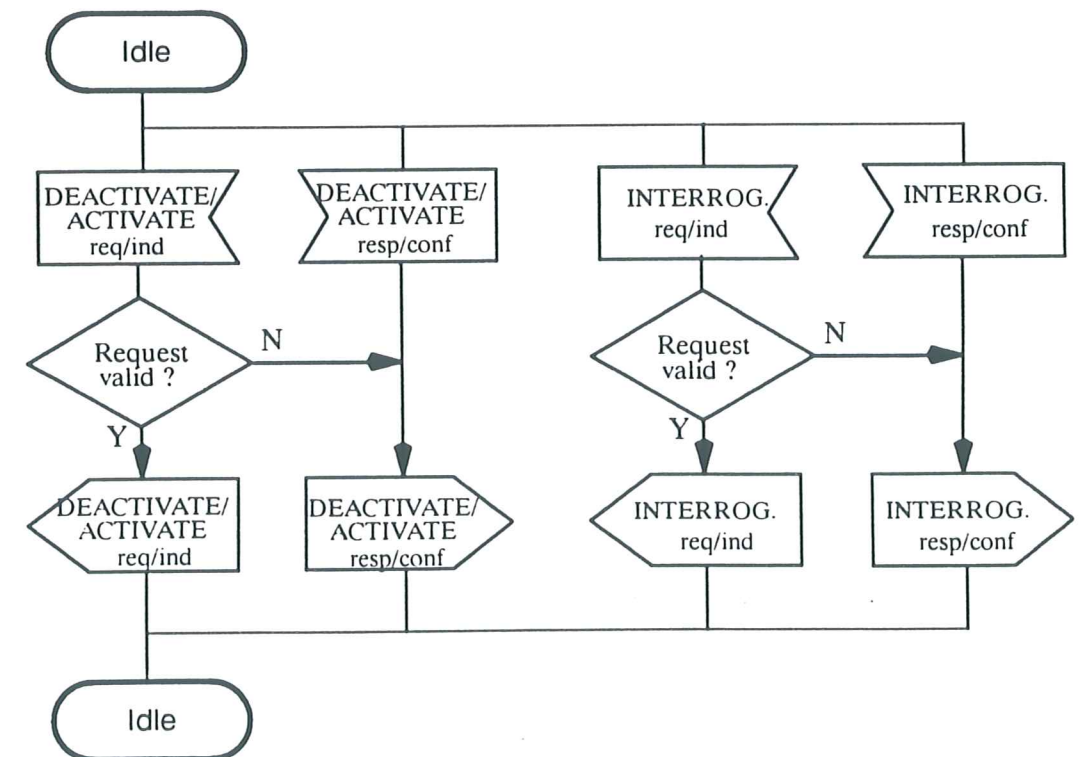 Idle
DEACTIVATE/
ACTIVATE
req/ind
DEACTIVATE/
ACTIVATE
resp/conf
INTERROG.
req/ind
INTERROG.
resp/conf
Request
valid ?
N
Y
Request
valid ?
N
Y
DEACTIVATE/
ACTIVATE
req/ind
DEACTIVATE/
ACTIVATE
resp/conf
INTERROG.
req/ind
INTERROG.
resp/conf
Idle